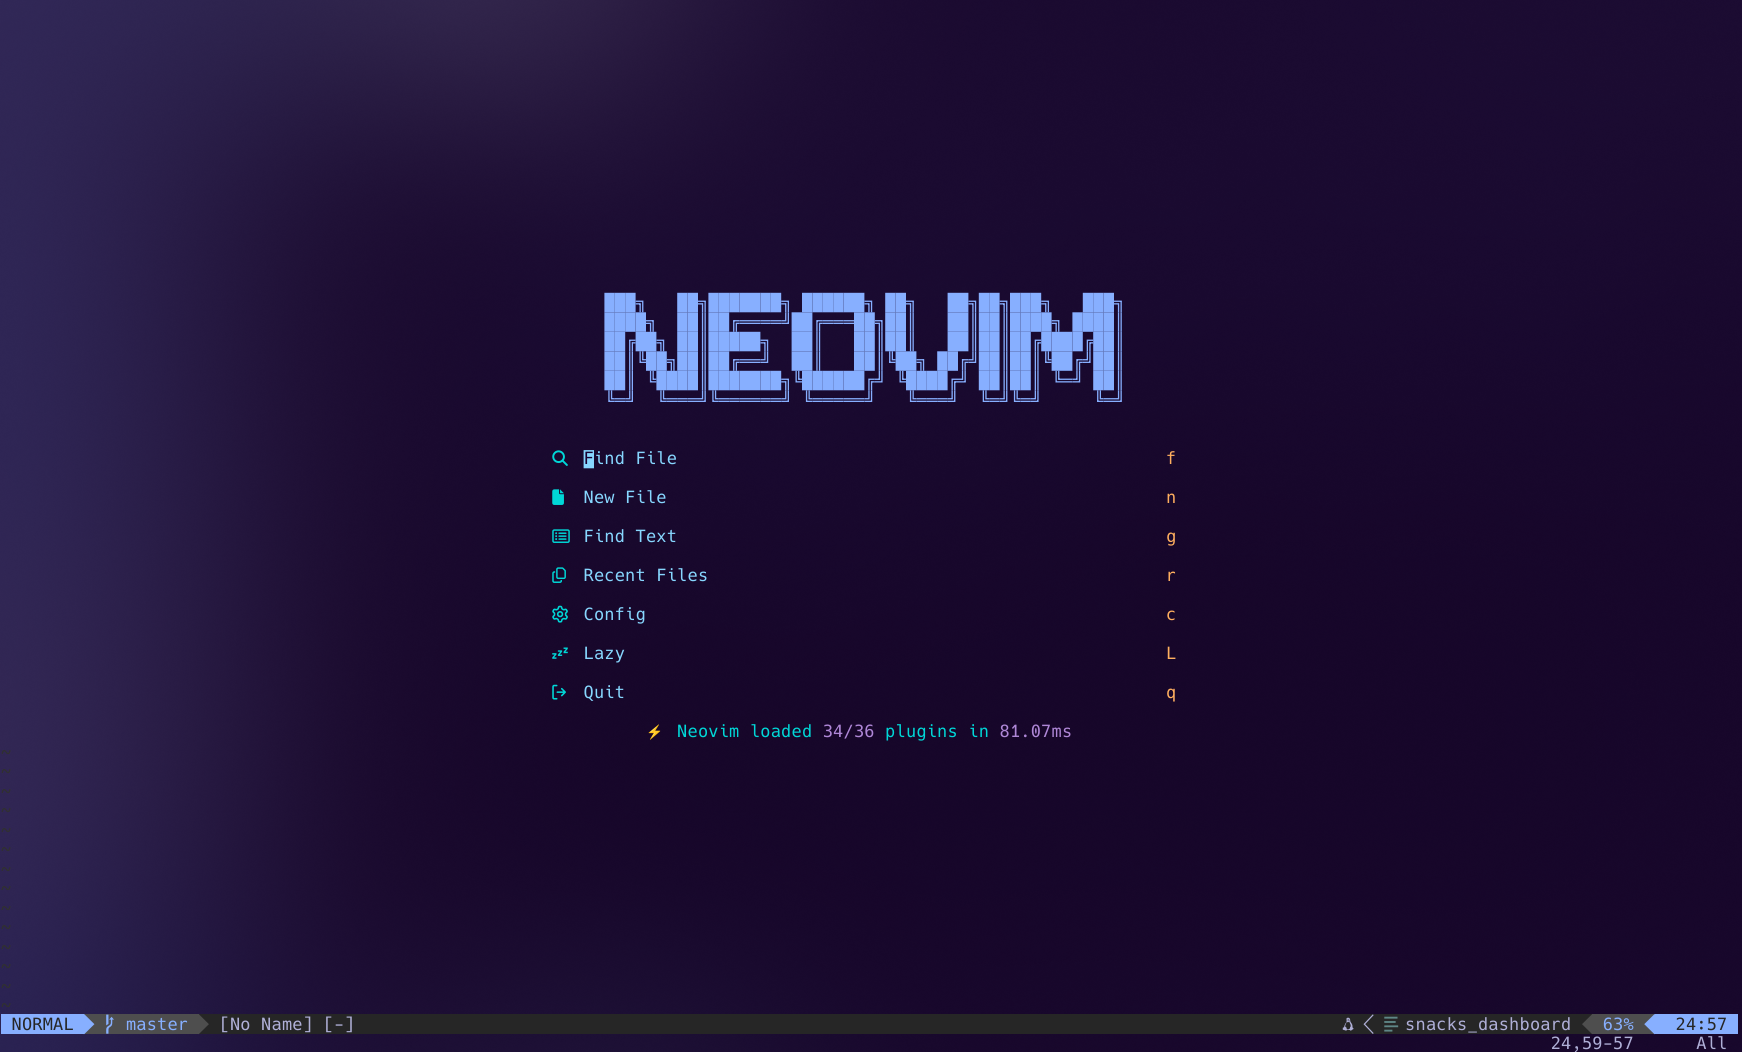 NEOVIM
Find File f
New File n
Find Text g
Recent Files r
Config c
Lazy L
Quit q
⚡ Neovim loaded 34/36 plugins in 81.07ms
NORMAL master [No Name] [-] snacks_dashboard 63% 24:57
24,59-57 All